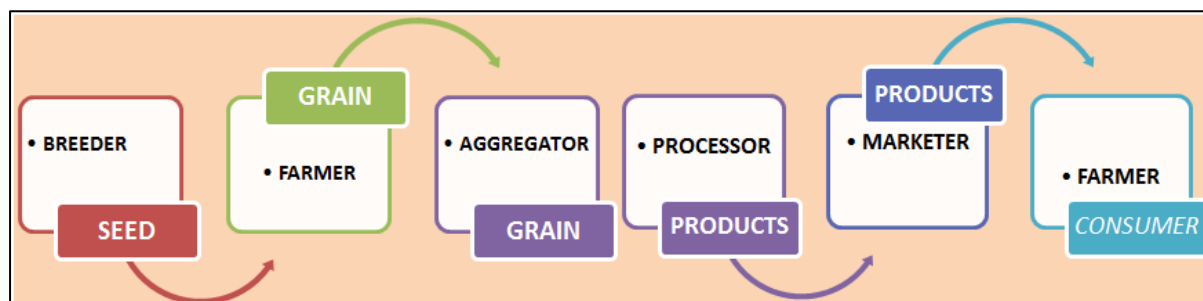 • BREEDER
SEED
GRAIN
• FARMER
• AGGREGATOR
GRAIN
• PROCESSOR
PRODUCTS
PRODUCTS
• MARKETER
• FARMER
CONSUMER